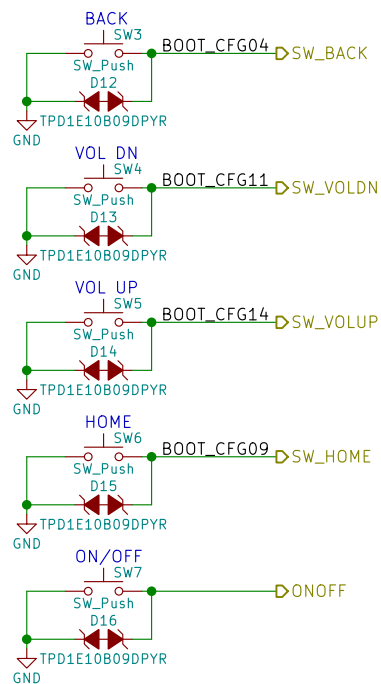 BACK
SW3
BOOT_CFG04
SW_BACK
SW_Push
D12
TPD1E10B09DPYR
GND
VOL DN
SW4
BOOT_CFG11
SW_VOLDN
SW_Push
D13
TPD1E10B09DPYR
GND
VOL UP
SW5
BOOT_CFG14
SW_VOLUP
SW_Push
D14
TPD1E10B09DPYR
GND
HOME
SW6
BOOT_CFG09
SW_HOME
SW_Push
D15
TPD1E10B09DPYR
GND
ON/OFF
SW7
ONOFF
SW_Push
D16
TPD1E10B09DPYR
GND